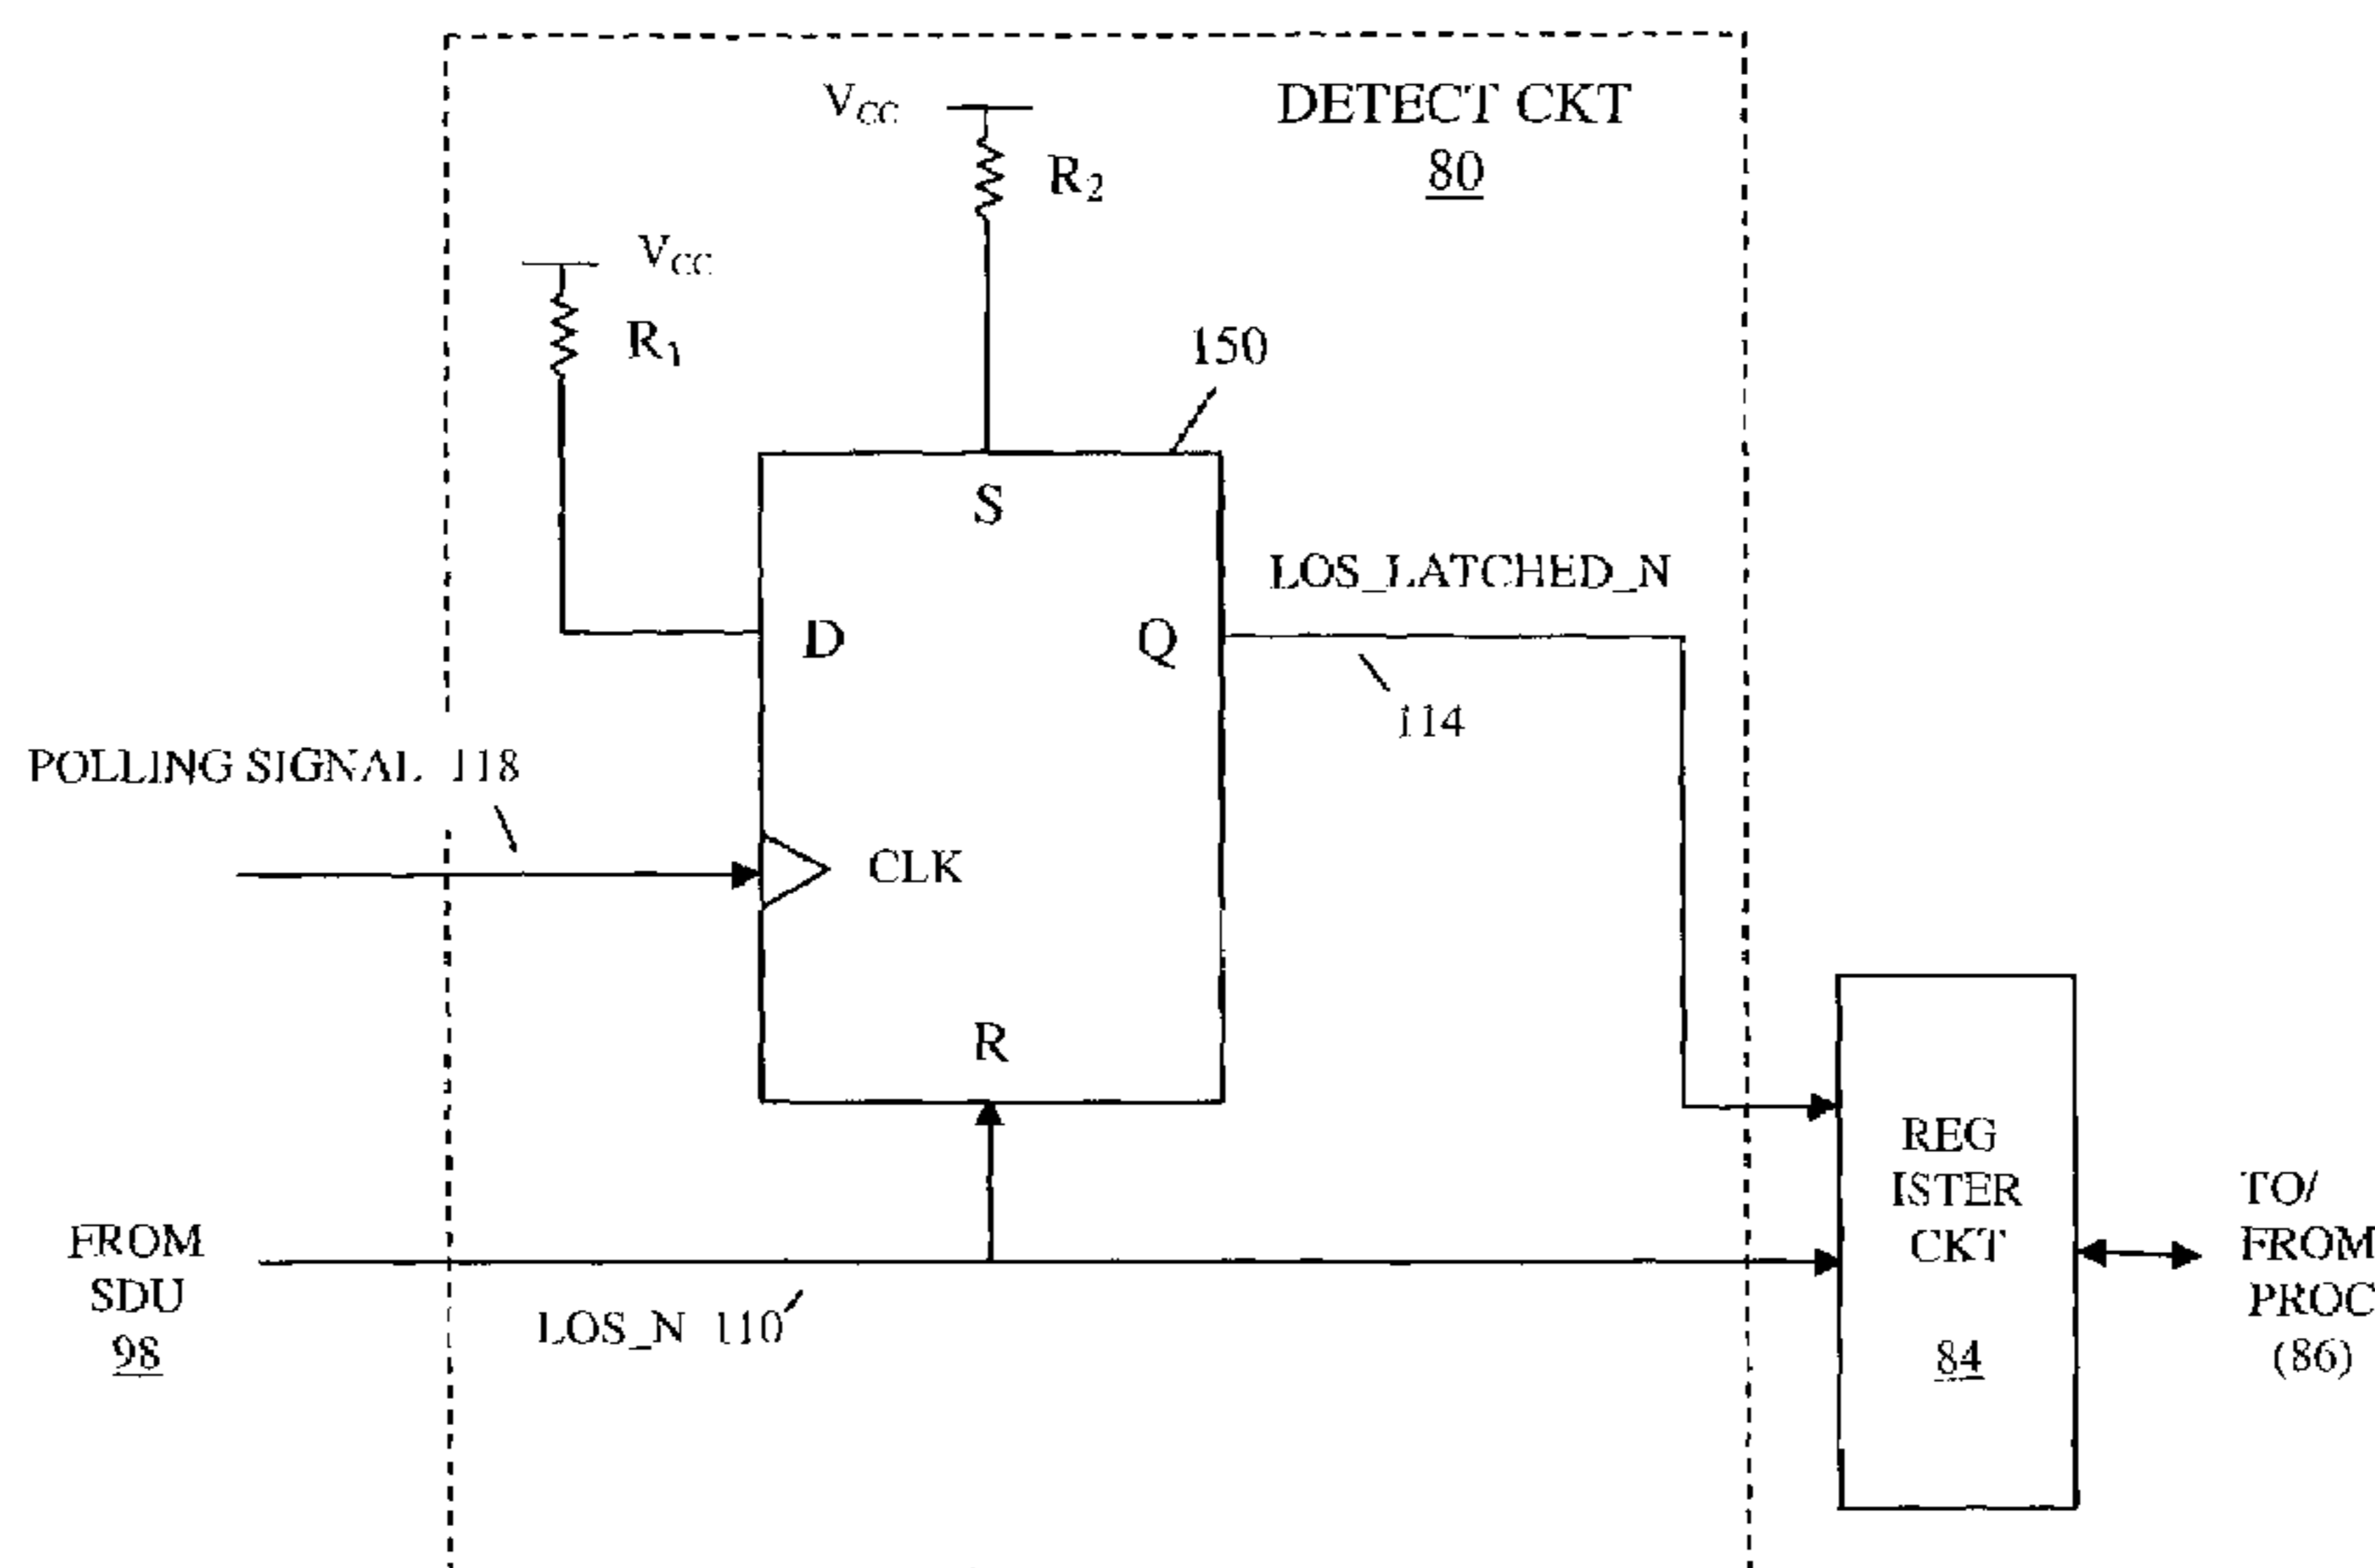 DETECT CKT
80
VCC
R2
VCC
R1
150
S
D
Q
LOS_LATCHED_N
114
POLLING SIGNAL 118
CLK
R
FROM
SDU
98
LOS_N 110
REG
ISTER
CKT
84
TO/
FROM
PROC
(86)